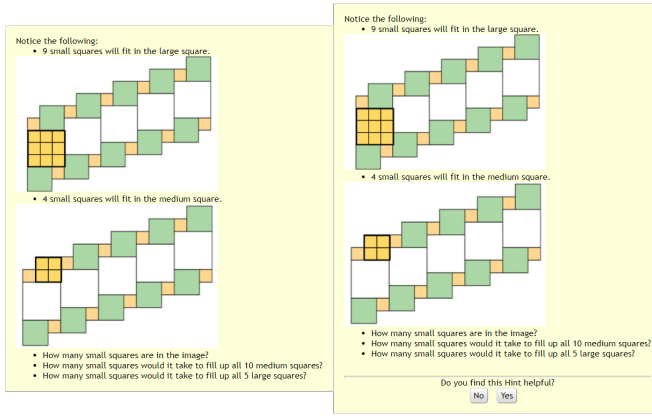 Notice the following:
• 9 small squares will fit in the large square.
• 4 small squares will fit in the medium square.
• How many small squares are in the image?
• How many small squares would it take to fill up all 10 medium squares?
• How many small squares would it take to fill up all 5 large squares?
Notice the following:
• 9 small squares will fit in the large square.
• 4 small squares will fit in the medium square.
• How many small squares are in the image?
• How many small squares would it take to fill up all 10 medium squares?
• How many small squares would it take to fill up all 5 large squares?
Do you find this Hint helpful?
No Yes